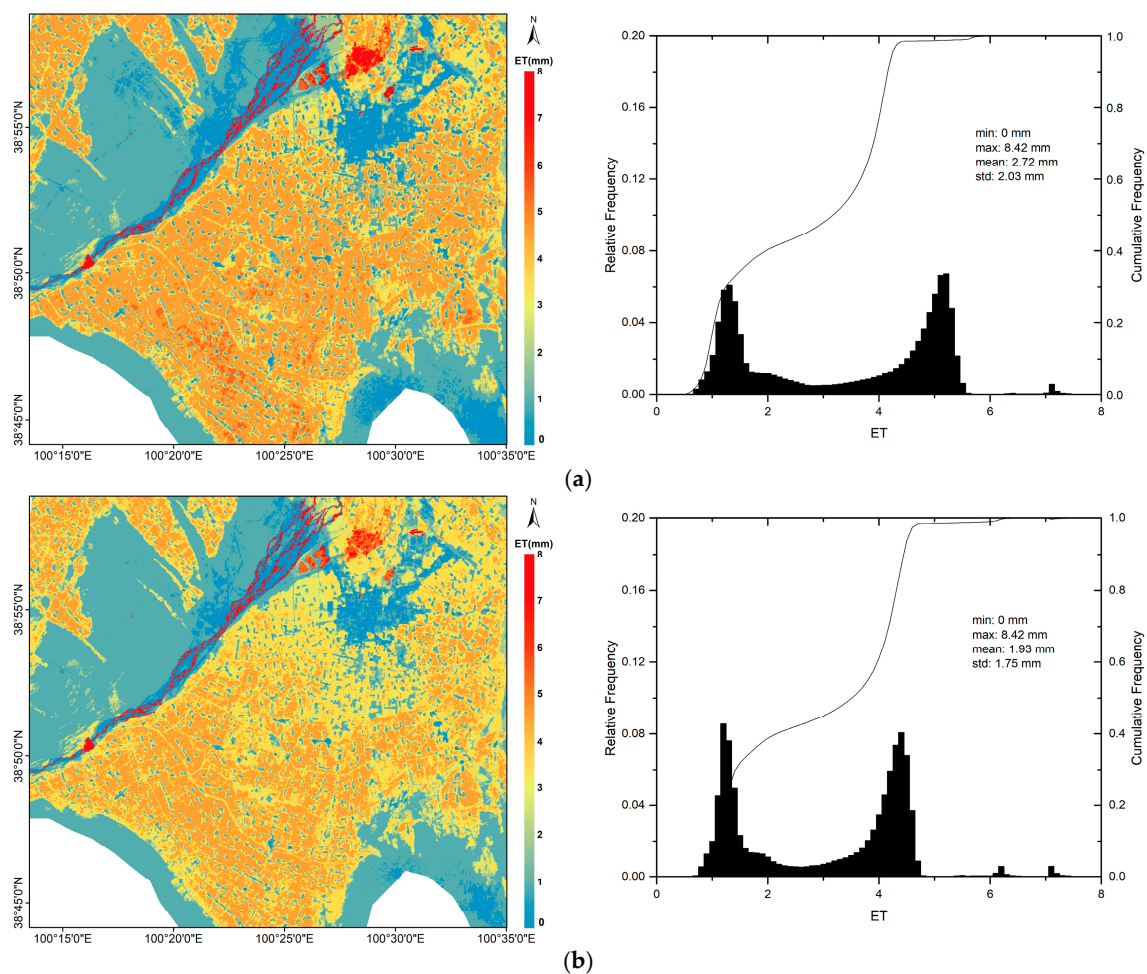 N
ET(mm)
8
7
6
5
4
3
2
1
0
38°55'0"N
38°50'0"N
38°45'0"N
100°15'0"E
100°20'0"E
100°25'0"E
100°30'0"E
100°35'0"E
0.20
0.16
0.12
0.08
0.04
0.00
Relative Frequency
1.0
0.8
0.6
0.4
0.2
0.0
Cumulative Frequency
min: 0 mm
max: 8.42 mm
mean: 2.72 mm
std: 2.03 mm
0
2
4
6
8
ET
(a)
N
ET(mm)
8
7
6
5
4
3
2
1
0
38°55'0"N
38°50'0"N
38°45'0"N
100°15'0"E
100°20'0"E
100°25'0"E
100°30'0"E
100°35'0"E
0.20
0.16
0.12
0.08
0.04
0.00
Relative Frequency
1.0
0.8
0.6
0.4
0.2
0.0
Cumulative Frequency
min: 0 mm
max: 8.42 mm
mean: 1.93 mm
std: 1.75 mm
0
2
4
6
8
ET
(b)